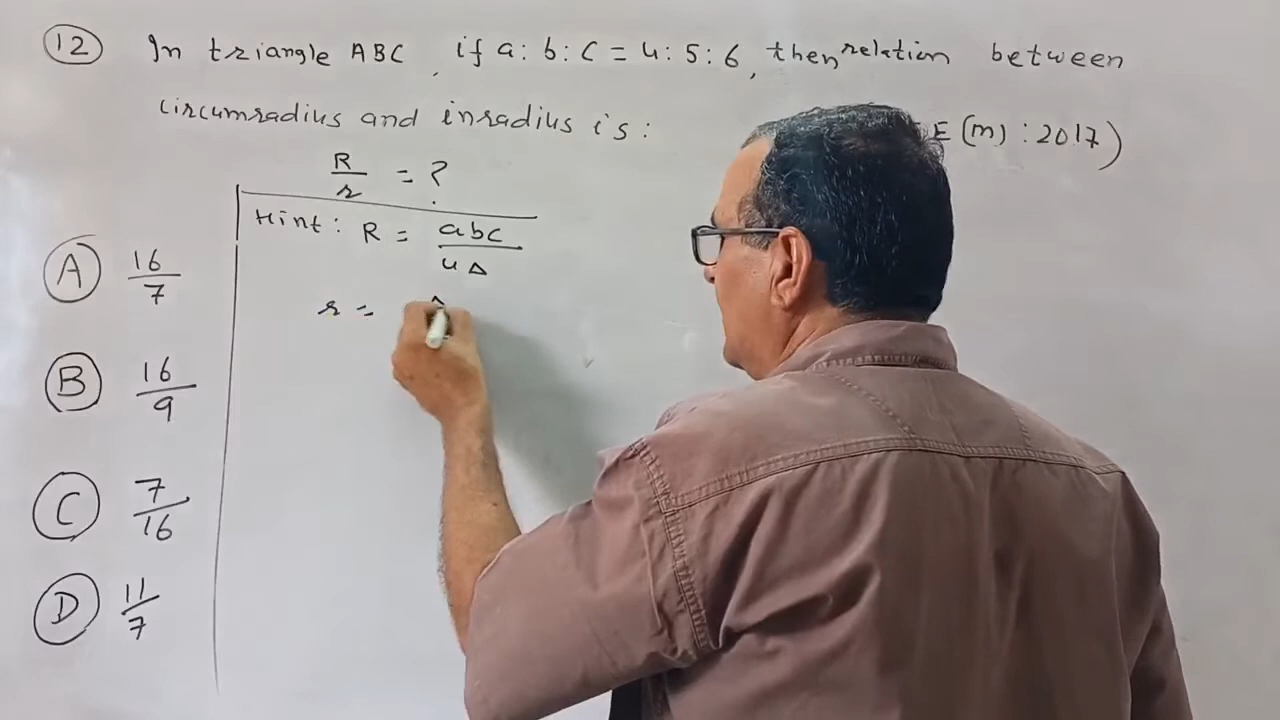 12 In triangle ABC, if a : b : c = 4 : 5 : 6, then relation between
circumradius and inradius is :
E (m) : 2017)
R/r = ?
Hint : R = abc/4Δ
r =
A 16/7
B 16/9
C 7/16
D 11/7